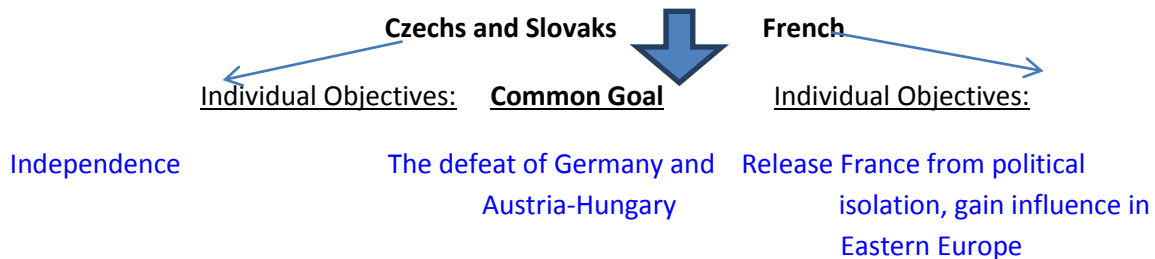 Czechs and Slovaks French
Individual Objectives: Common Goal Individual Objectives:
Independence The defeat of Germany and Release France from political
Austria-Hungary isolation, gain influence in
Eastern Europe